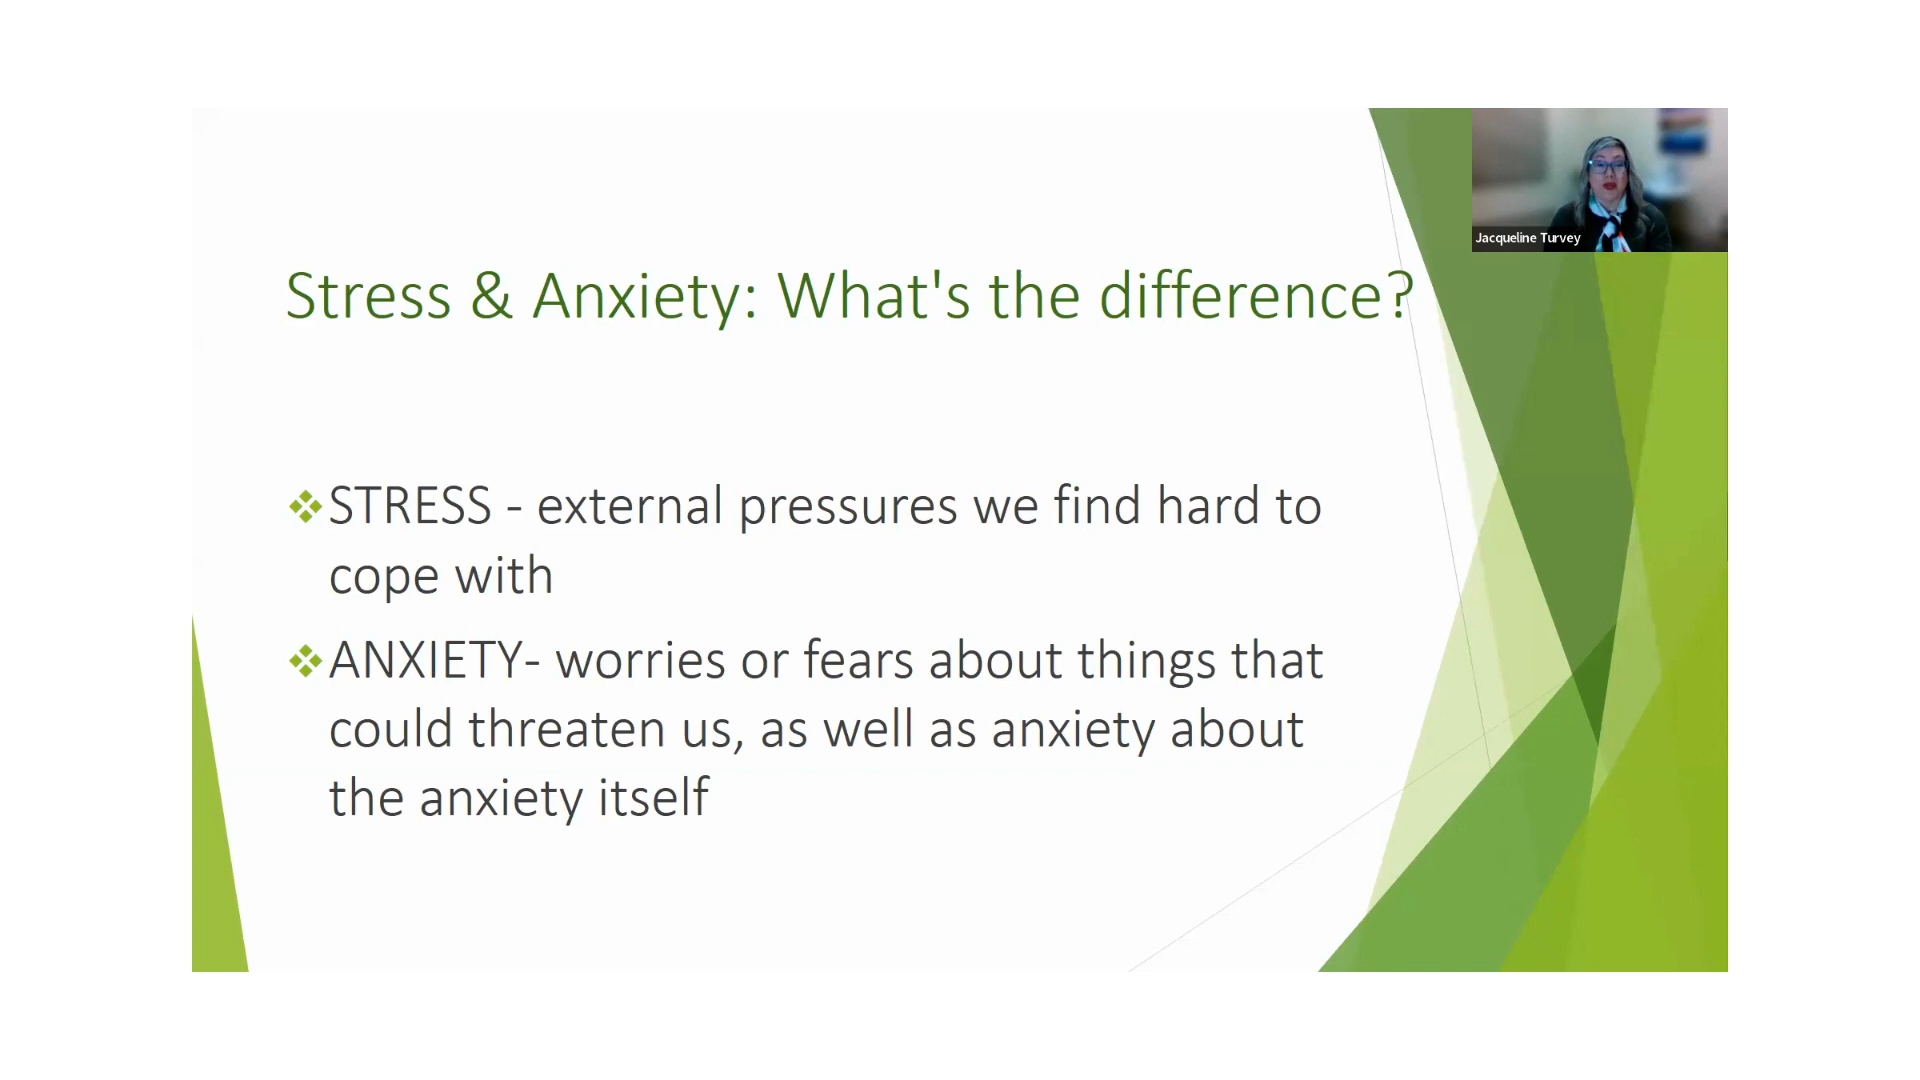 Jacqueline Turvey
Stress & Anxiety: What's the difference?
STRESS - external pressures we find hard to
cope with
ANXIETY- worries or fears about things that
could threaten us, as well as anxiety about
the anxiety itself